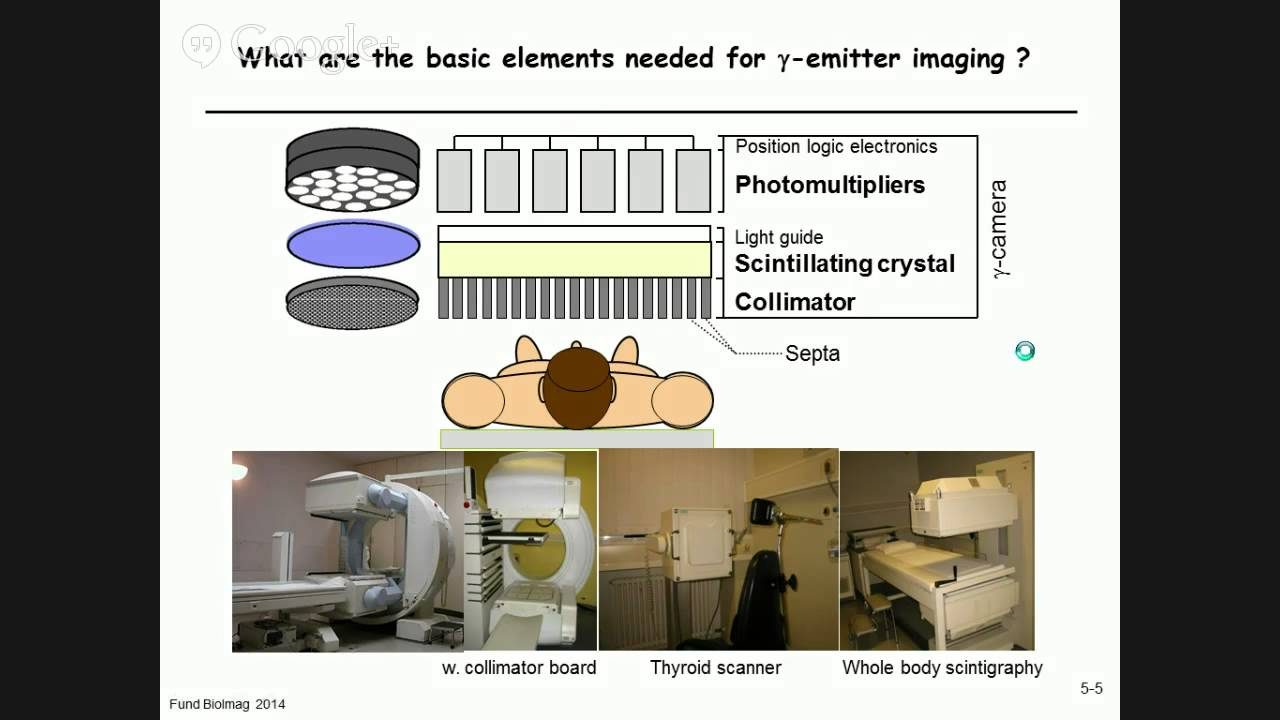 Google+
What are the basic elements needed for γ-emitter imaging ?
Position logic electronics
Photomultipliers
Light guide
Scintillating crystal
Collimator
γ-camera
Septa
w. collimator board
Thyroid scanner
Whole body scintigraphy
5-5
Fund BioImag 2014